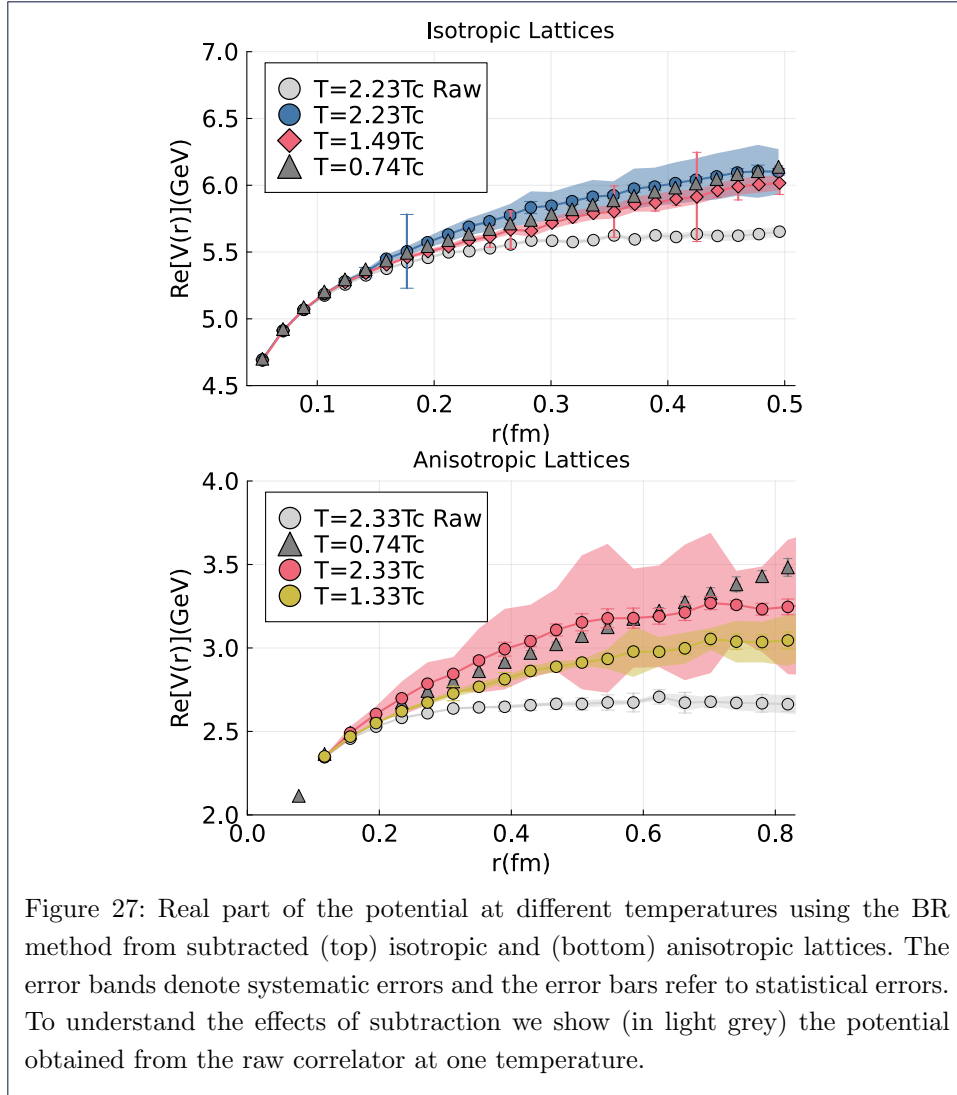 Isotropic Lattices
7.0
6.5
6.0
5.5
5.0
4.5
Re[V(r)](GeV)
T=2.23Tc Raw
T=2.23Tc
T=1.49Tc
T=0.74Tc
0.1 0.2 0.3 0.4 0.5
r(fm)
Anisotropic Lattices
4.0
3.5
3.0
2.5
2.0
Re[V(r)](GeV)
T=2.33Tc Raw
T=0.74Tc
T=2.33Tc
T=1.33Tc
0.0 0.2 0.4 0.6 0.8
r(fm)
Figure 27: Real part of the potential at different temperatures using the BR
method from subtracted (top) isotropic and (bottom) anisotropic lattices. The
error bands denote systematic errors and the error bars refer to statistical errors.
To understand the effects of subtraction we show (in light grey) the potential
obtained from the raw correlator at one temperature.